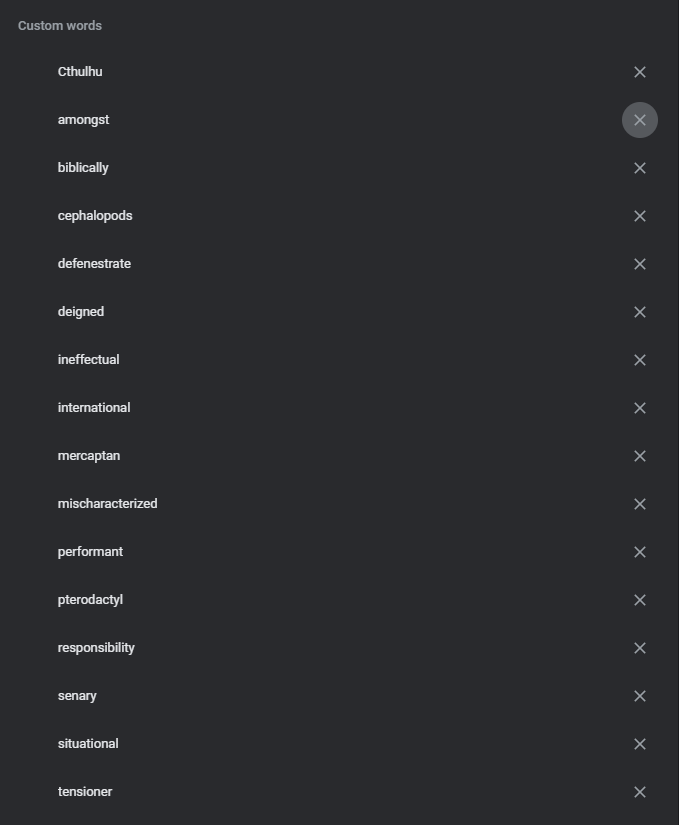 Custom words
Cthulhu
amongst
biblically
cephalopods
defenestrate
deigned
ineffectual
international
mercaptan
mischaracterized
performant
pterodactyl
responsibility
senary
situational
tensioner